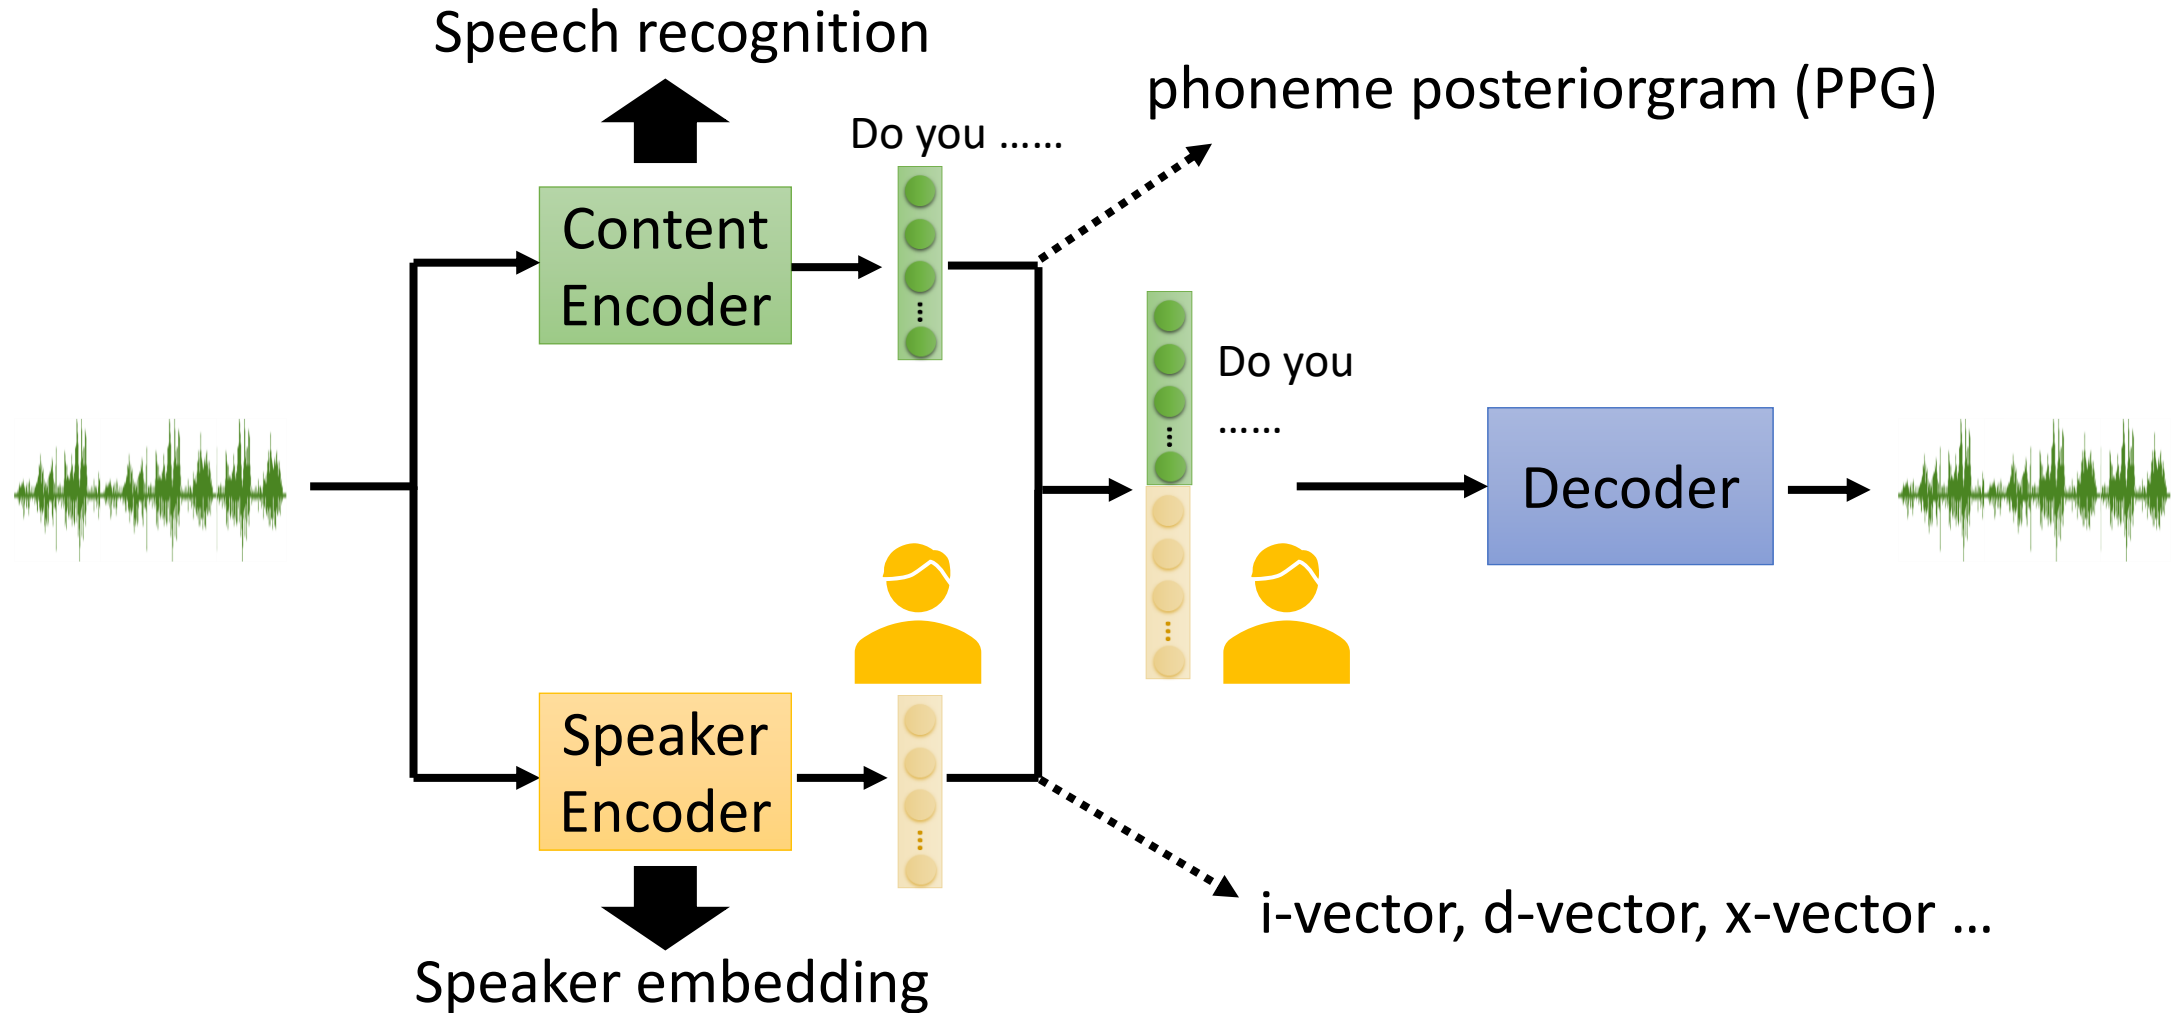 Speech recognition
phoneme posteriorgram (PPG)
Do you ……
Content
Encoder
Do you
……
Decoder
Speaker
Encoder
i-vector, d-vector, x-vector …
Speaker embedding